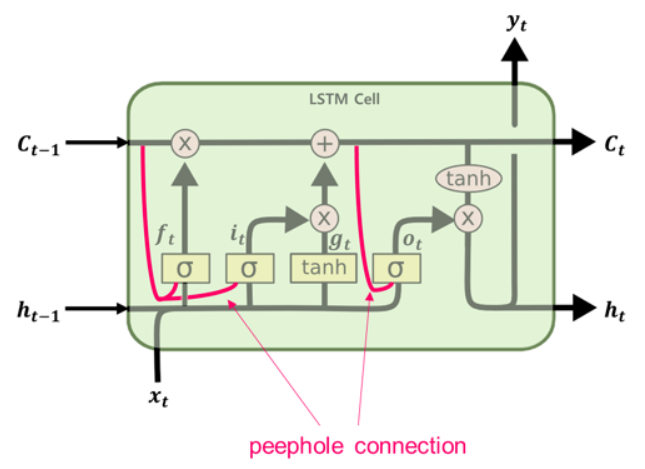 y_t
LSTM Cell
C_{t-1}
x
+
C_t
tanh
f_t
i_t
x
g_t
o_t
x
σ
σ
tanh
σ
h_{t-1}
h_t
x_t
peephole connection